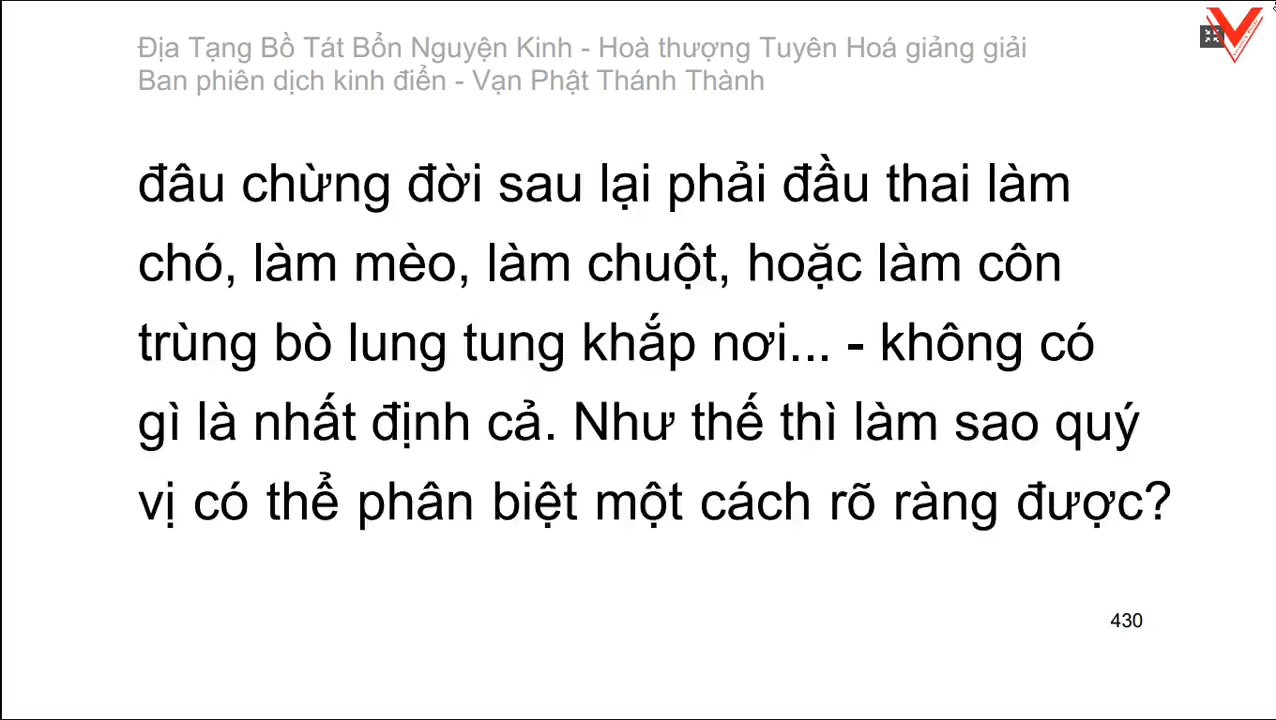 Địa Tạng Bồ Tát Bổn Nguyện Kinh - Hoà thượng Tuyên Hoá giảng giải
Ban phiên dịch kinh điển - Vạn Phật Thánh Thành
đâu chừng đời sau lại phải đầu thai làm
chó, làm mèo, làm chuột, hoặc làm côn
trùng bò lung tung khắp nơi... - không có
gì là nhất định cả. Như thế thì làm sao quý
vị có thể phân biệt một cách rõ ràng được?
430